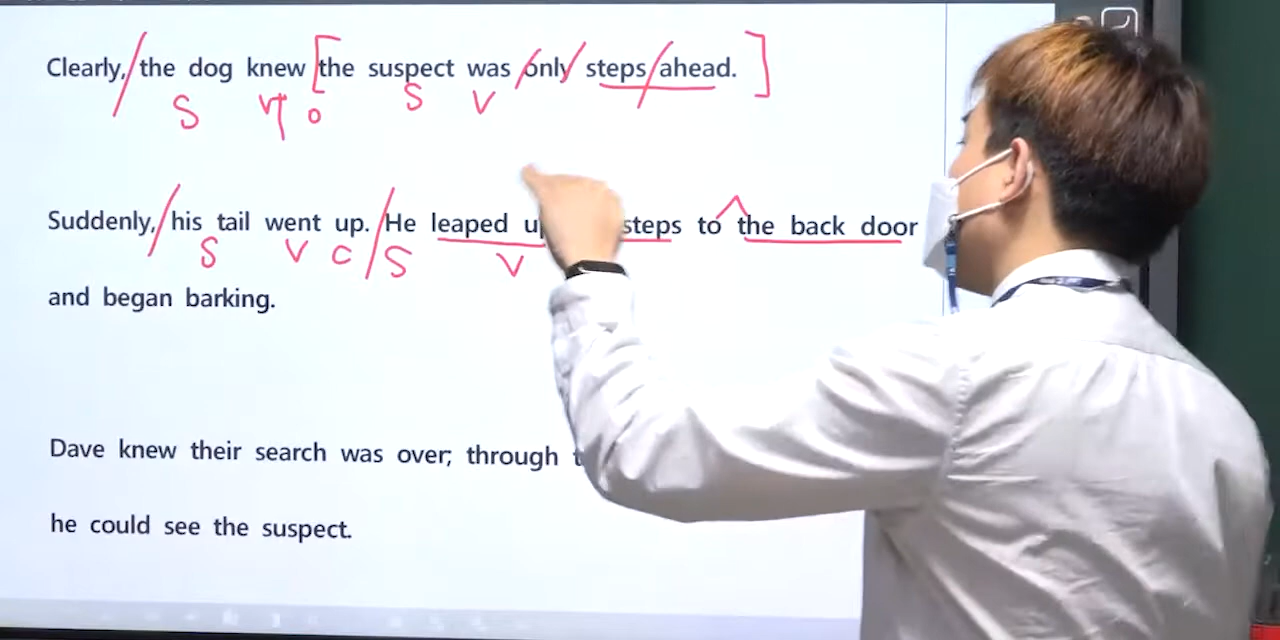 Clearly, the dog knew [the suspect was only steps ahead.]
S V O S V
Suddenly, his tail went up. He leaped steps to the back door
S V C S V
and began barking.
Dave knew their search was over; through
he could see the suspect.